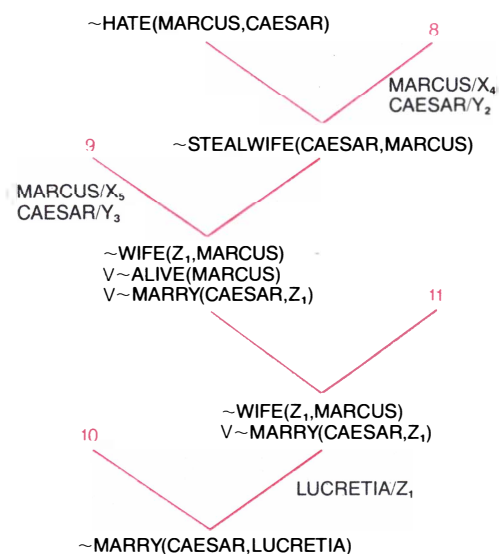 ~HATE(MARCUS,CAESAR)
8
MARCUS/X₄
CAESAR/Y₂
~STEALWIFE(CAESAR,MARCUS)
9
MARCUS/X₅
CAESAR/Y₃
~WIFE(Z₁,MARCUS)
V~ALIVE(MARCUS)
V~MARRY(CAESAR,Z₁)
11
~WIFE(Z₁,MARCUS)
V~MARRY(CAESAR,Z₁)
10
LUCRETIA/Z₁
~MARRY(CAESAR,LUCRETIA)